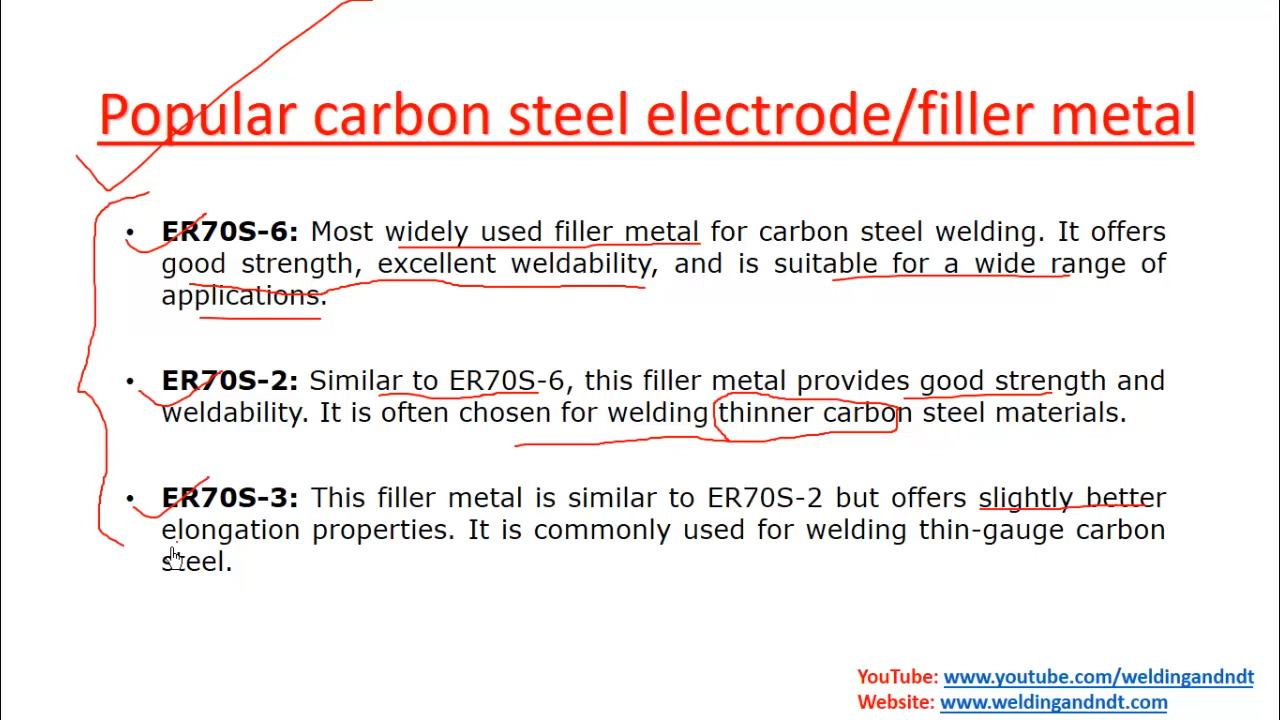 Popular carbon steel electrode/filler metal
• ER70S-6: Most widely used filler metal for carbon steel welding. It offers
good strength, excellent weldability, and is suitable for a wide range of
applications.
• ER70S-2: Similar to ER70S-6, this filler metal provides good strength and
weldability. It is often chosen for welding thinner carbon steel materials.
• ER70S-3: This filler metal is similar to ER70S-2 but offers slightly better
elongation properties. It is commonly used for welding thin-gauge carbon
steel.
YouTube: www.youtube.com/weldingandndt
Website: www.weldingandndt.com